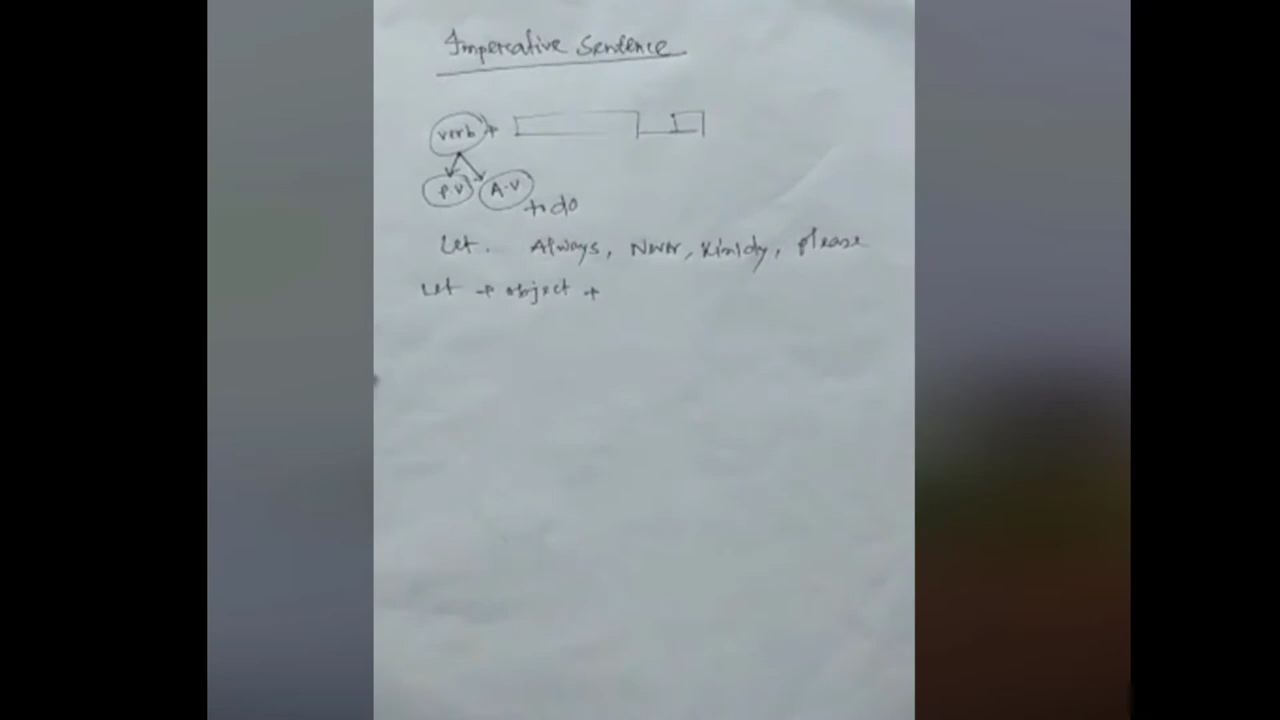 Imperative Sentence
verb +
P.V A.V
+ do
Let. Always, Never, Kindly, please
Let + object +